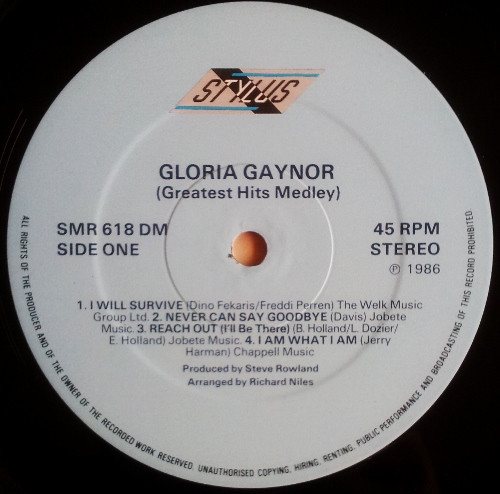 STYLUS
GLORIA GAYNOR
(Greatest Hits Medley)
SMR 618 DM
SIDE ONE
45 RPM
STEREO
℗ 1986
1. I WILL SURVIVE (Dino Fekaris/Freddi Perren) The Welk Music
Group Ltd. 2. NEVER CAN SAY GOODBYE (Davis) Jobete
Music. 3. REACH OUT (I'll Be There) (B. Holland/L. Dozier/
E. Holland) Jobete Music. 4. I AM WHAT I AM (Jerry
Harman) Chappell Music
Produced by Steve Rowland
Arranged by Richard Niles
ALL RIGHTS OF THE PRODUCER AND OF THE OWNER OF THE RECORDED WORK RESERVED. UNAUTHORISED COPYING, HIRING, RENTING, PUBLIC PERFORMANCE AND BROADCASTING OF THIS RECORD PROHIBITED.